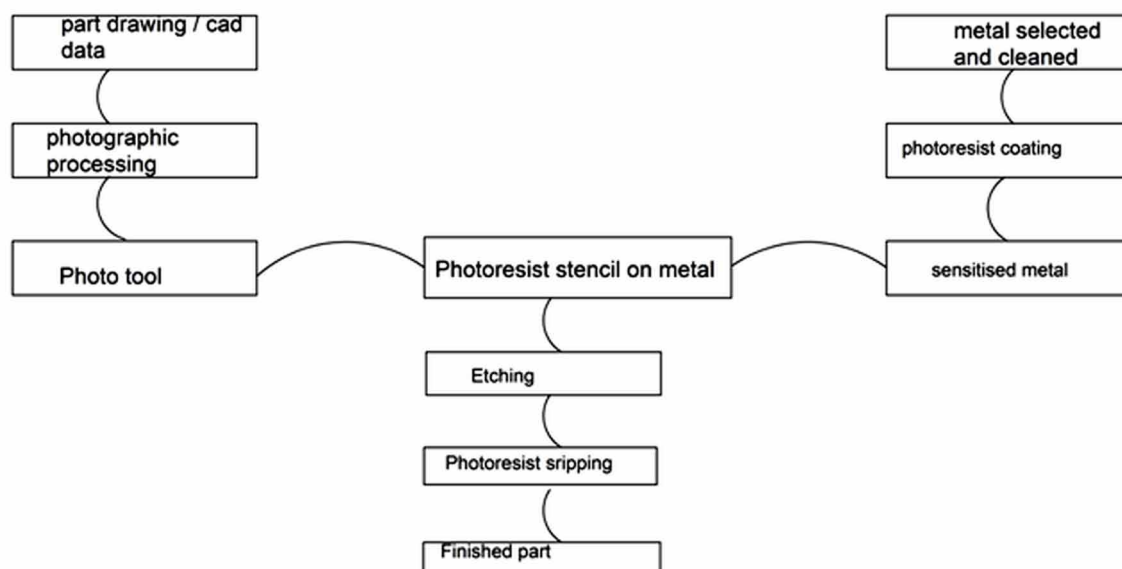 part drawing / cad
data
photographic
processing
Photo tool
metal selected
and cleaned
photoresist coating
sensitised metal
Photoresist stencil on metal
Etching
Photoresist sripping
Finished part